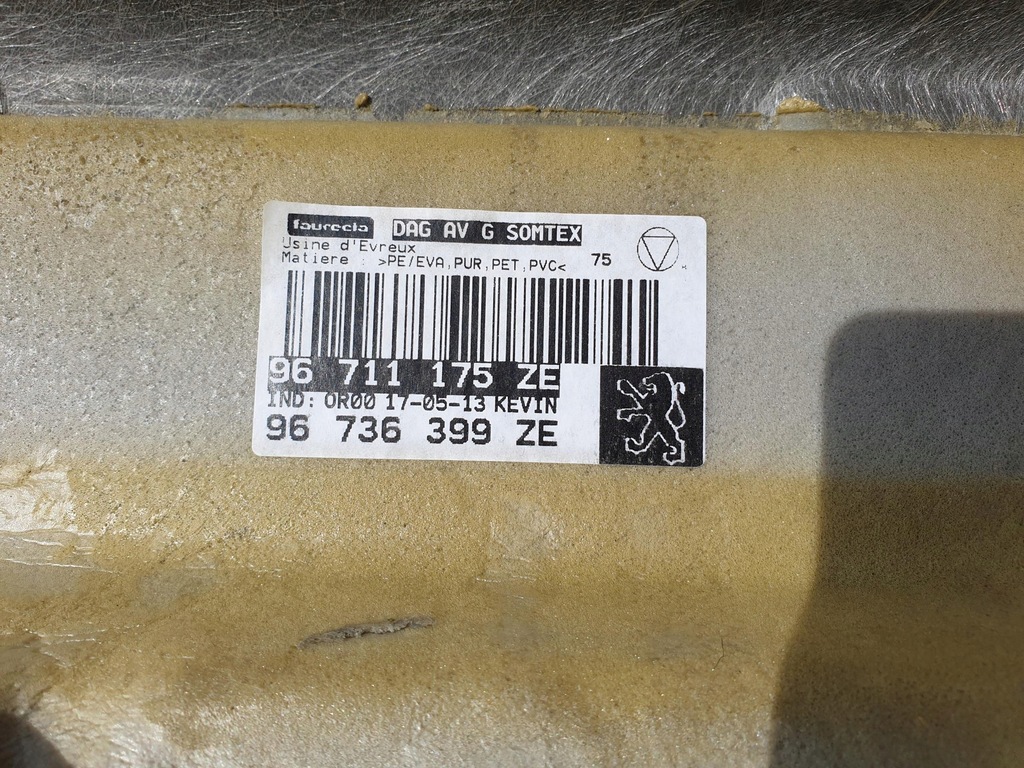 faurecia DAG AV G SOMTEX
Usine d'Evreux
Matiere : >PE/EVA,PUR,PET,PVC< 75
96 711 175 ZE
IND: OR00 17-05-13 KEVIN
96 736 399 ZE